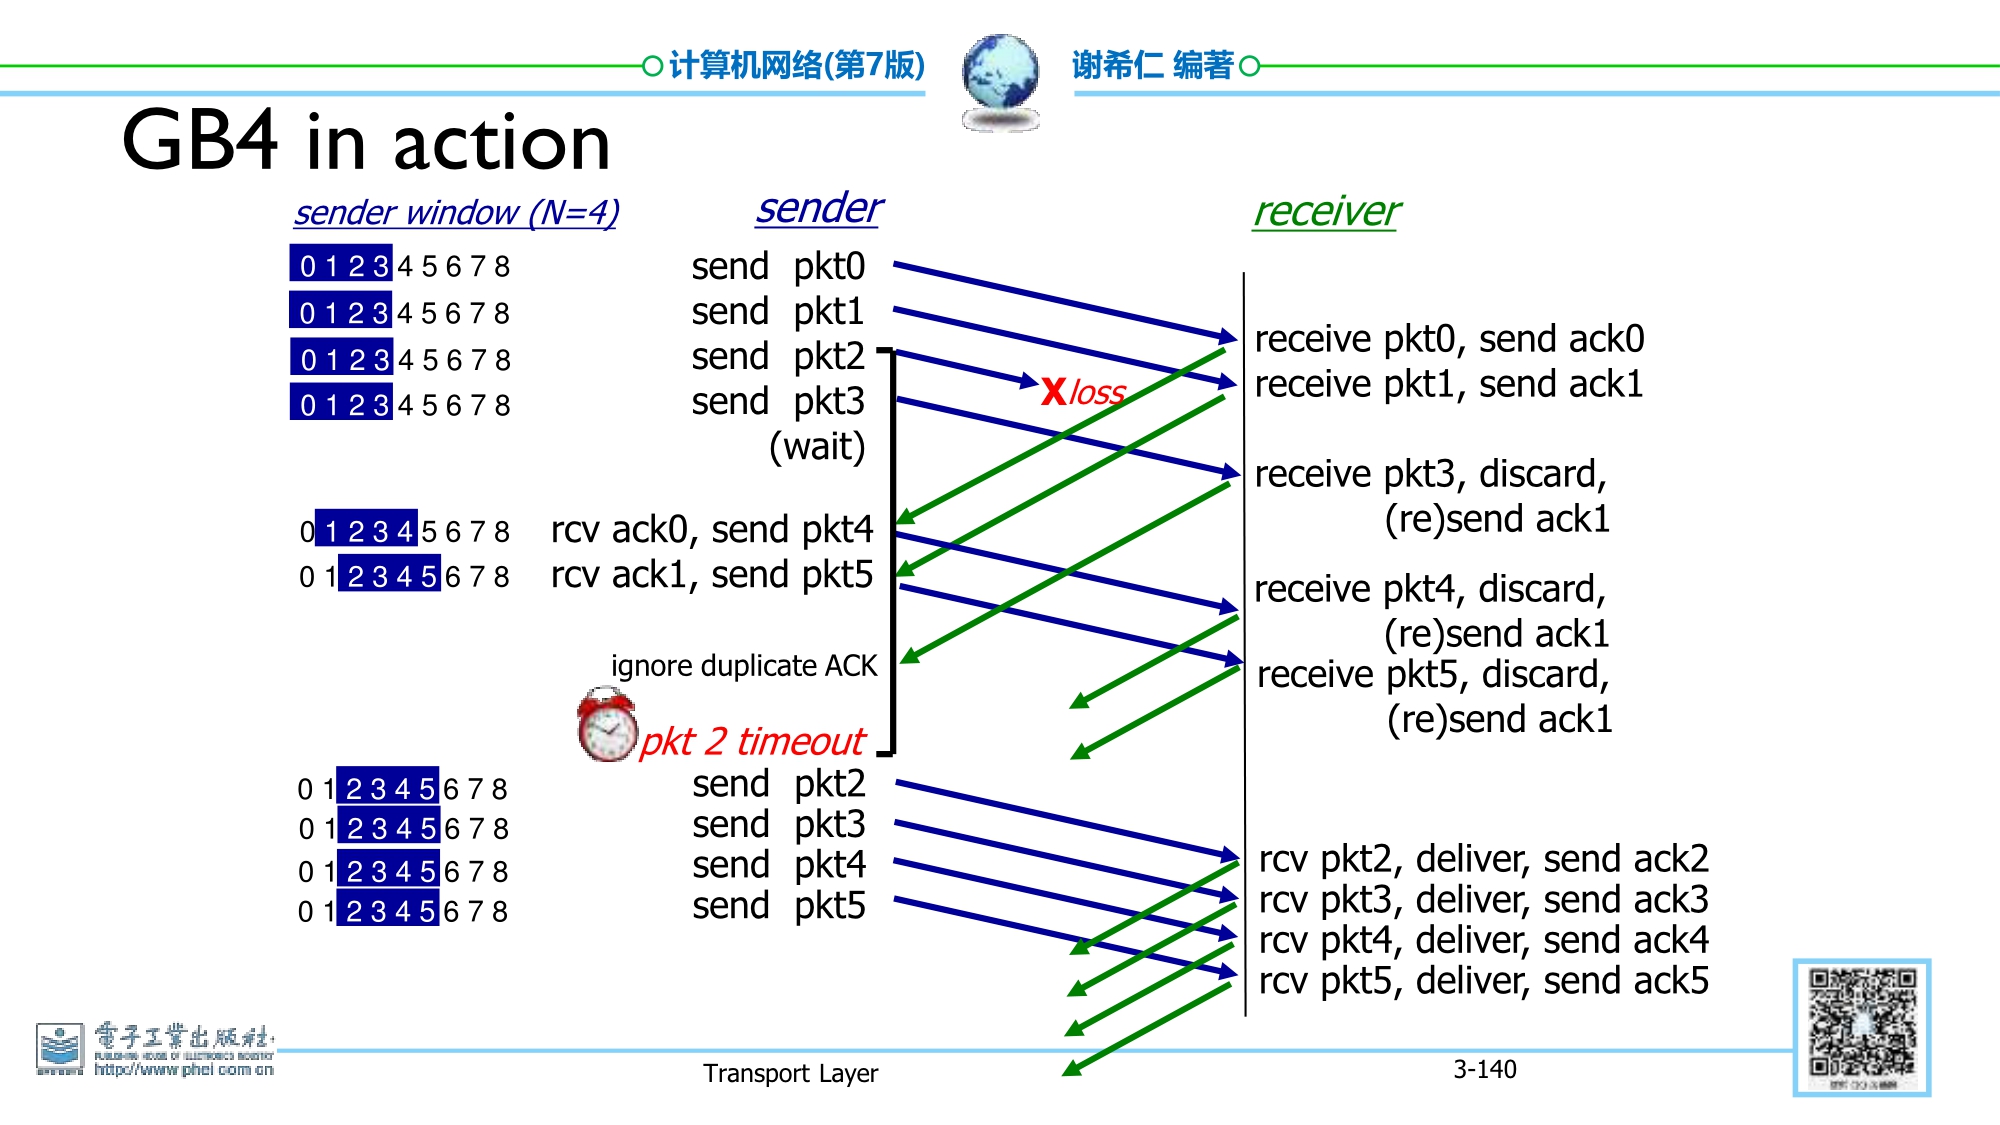 计算机网络(第7版)
谢希仁 编著
GB4 in action
sender window (N=4)
sender
receiver
0 1 2 3 4 5 6 7 8
send pkt0
0 1 2 3 4 5 6 7 8
send pkt1
0 1 2 3 4 5 6 7 8
send pkt2
0 1 2 3 4 5 6 7 8
send pkt3
(wait)
X loss
receive pkt0, send ack0
receive pkt1, send ack1
receive pkt3, discard,
(re)send ack1
0 1 2 3 4 5 6 7 8
rcv ack0, send pkt4
0 1 2 3 4 5 6 7 8
rcv ack1, send pkt5
receive pkt4, discard,
(re)send ack1
receive pkt5, discard,
(re)send ack1
ignore duplicate ACK
pkt 2 timeout
0 1 2 3 4 5 6 7 8
send pkt2
0 1 2 3 4 5 6 7 8
send pkt3
0 1 2 3 4 5 6 7 8
send pkt4
0 1 2 3 4 5 6 7 8
send pkt5
rcv pkt2, deliver, send ack2
rcv pkt3, deliver, send ack3
rcv pkt4, deliver, send ack4
rcv pkt5, deliver, send ack5
電子工業出版社
PUBLISHING HOUSE OF ELECTRONICS INDUSTRY
http://www.phei.com.cn
Transport Layer
3-140